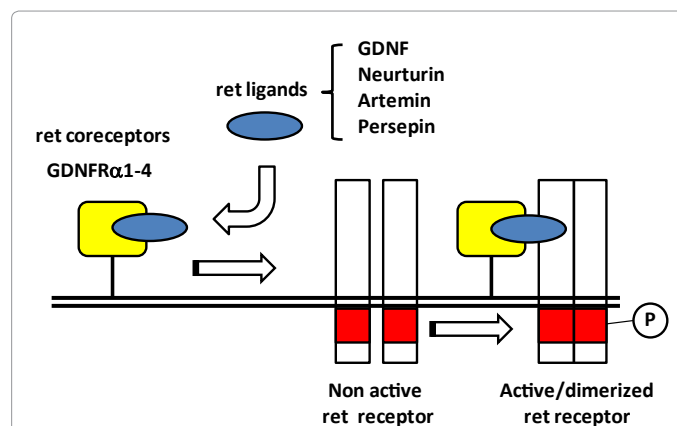 GDNF
Neurturin
Artemin
Persepin
ret ligands
ret coreceptors
GDNFRα1-4
P
Non active
ret receptor
Active/dimerized
ret receptor